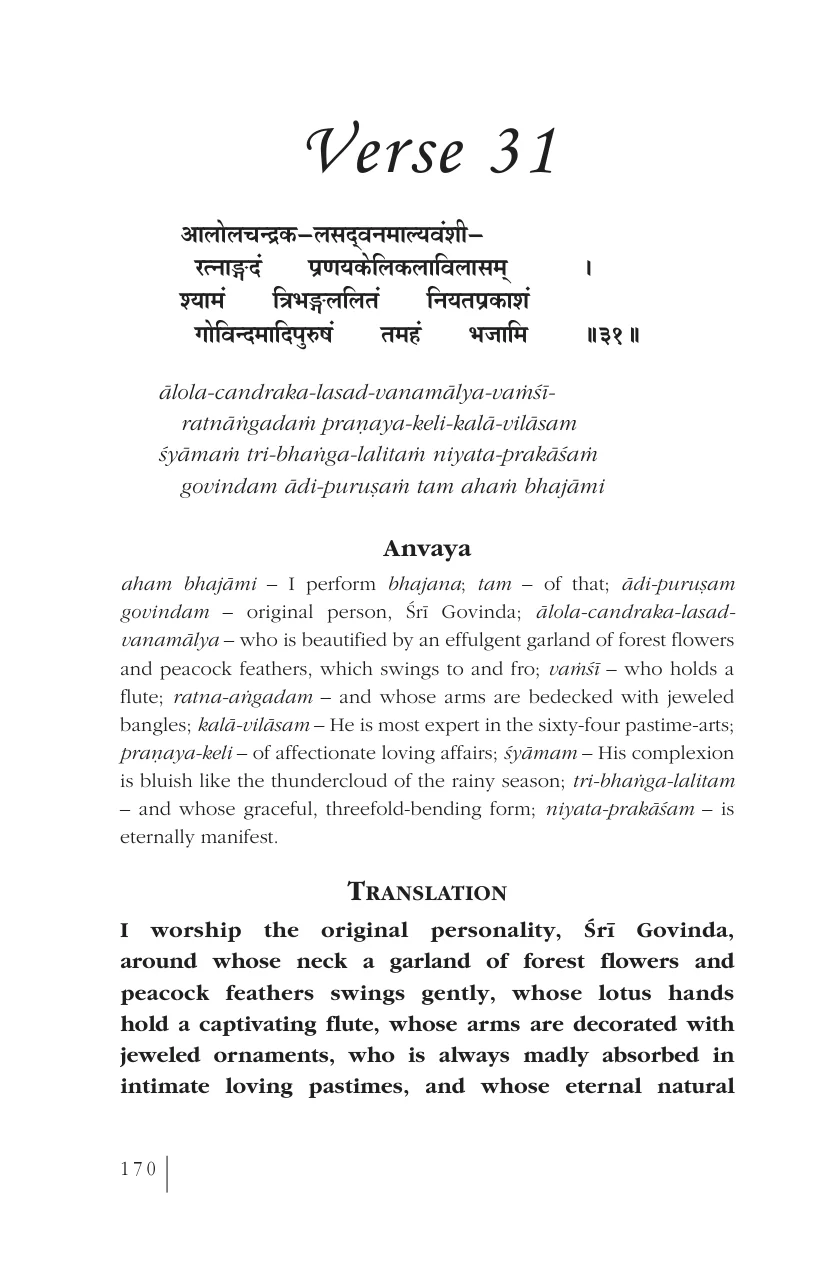 Verse 31
आलोलचन्द्रक–लसद्‌वनमाल्यवंशी–
रत्नाङ्गदं प्रणयकेलिकलाविलासम् ।
श्यामं त्रिभङ्गललितं नियतप्रकाशं
गोविन्दमादिपुरुषं तमहं भजामि ॥३१॥
ālola-candraka-lasad-vanamālya-vaṁśī-
ratnāṅgadaṁ praṇaya-keli-kalā-vilāsam
śyāmaṁ tri-bhaṅga-lalitaṁ niyata-prakāśaṁ
govindam ādi-puruṣaṁ tam ahaṁ bhajāmi
Anvaya
aham bhajāmi – I perform bhajana; tam – of that; ādi-puruṣam
govindam – original person, Śrī Govinda; ālola-candraka-lasad-
vanamālya – who is beautified by an effulgent garland of forest flowers
and peacock feathers, which swings to and fro; vaṁśī – who holds a
flute; ratna-aṅgadam – and whose arms are bedecked with jeweled
bangles; kalā-vilāsam – He is most expert in the sixty-four pastime-arts;
praṇaya-keli – of affectionate loving affairs; śyāmam – His complexion
is bluish like the thundercloud of the rainy season; tri-bhaṅga-lalitam
– and whose graceful, threefold-bending form; niyata-prakāśam – is
eternally manifest.
TRANSLATION
I worship the original personality, Śrī Govinda,
around whose neck a garland of forest flowers and
peacock feathers swings gently, whose lotus hands
hold a captivating flute, whose arms are decorated with
jeweled ornaments, who is always madly absorbed in
intimate loving pastimes, and whose eternal natural
170